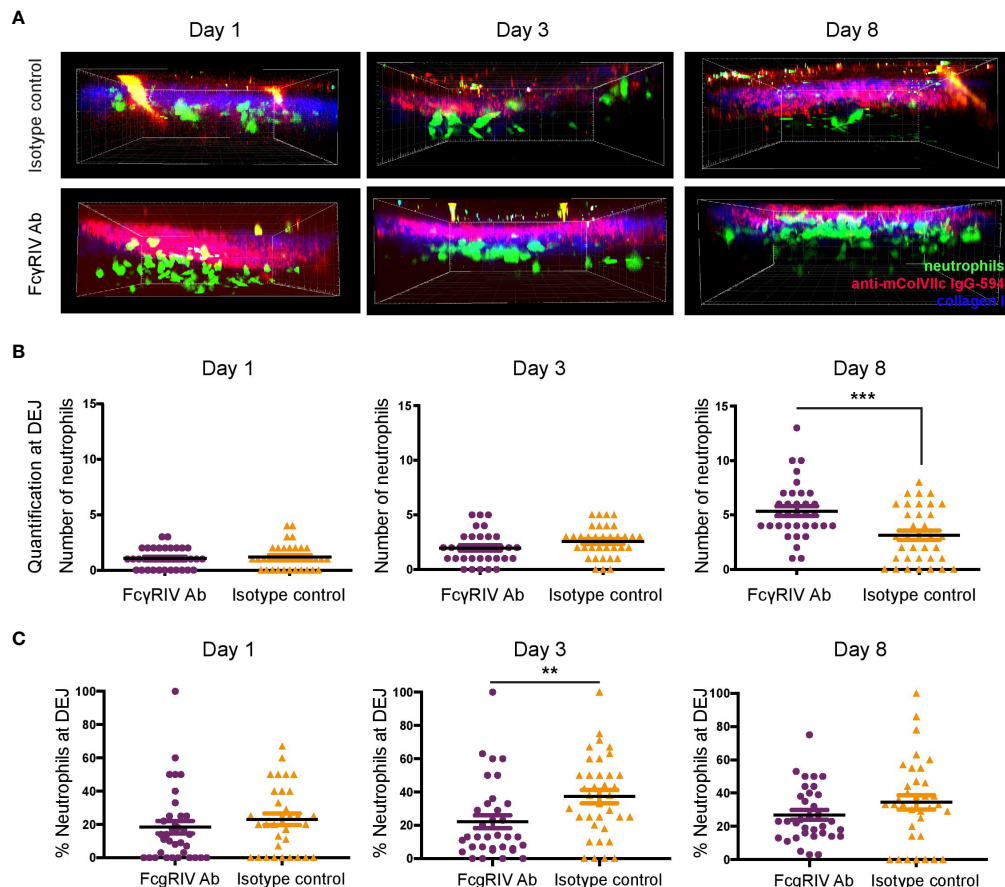 A
Day 1
Day 3
Day 8
Isotype control
FcγRIV Ab
neutrophils
anti-mColVIIc IgG-594
collagen I
B
Day 1
Day 3
Day 8
Quantification at DEJ
Number of neutrophils
15
10
5
0
FcγRIV Ab
Isotype control
Number of neutrophils
15
10
5
0
FcγRIV Ab
Isotype control
Number of neutrophils
15
10
5
0
***
FcγRIV Ab
Isotype control
C
Day 1
Day 3
Day 8
% Neutrophils at DEJ
100
80
60
40
20
0
FcgRIV Ab
Isotype control
% Neutrophils at DEJ
100
80
60
40
20
0
**
FcgRIV Ab
Isotype control
% Neutrophils at DEJ
100
80
60
40
20
0
FcgRIV Ab
Isotype control